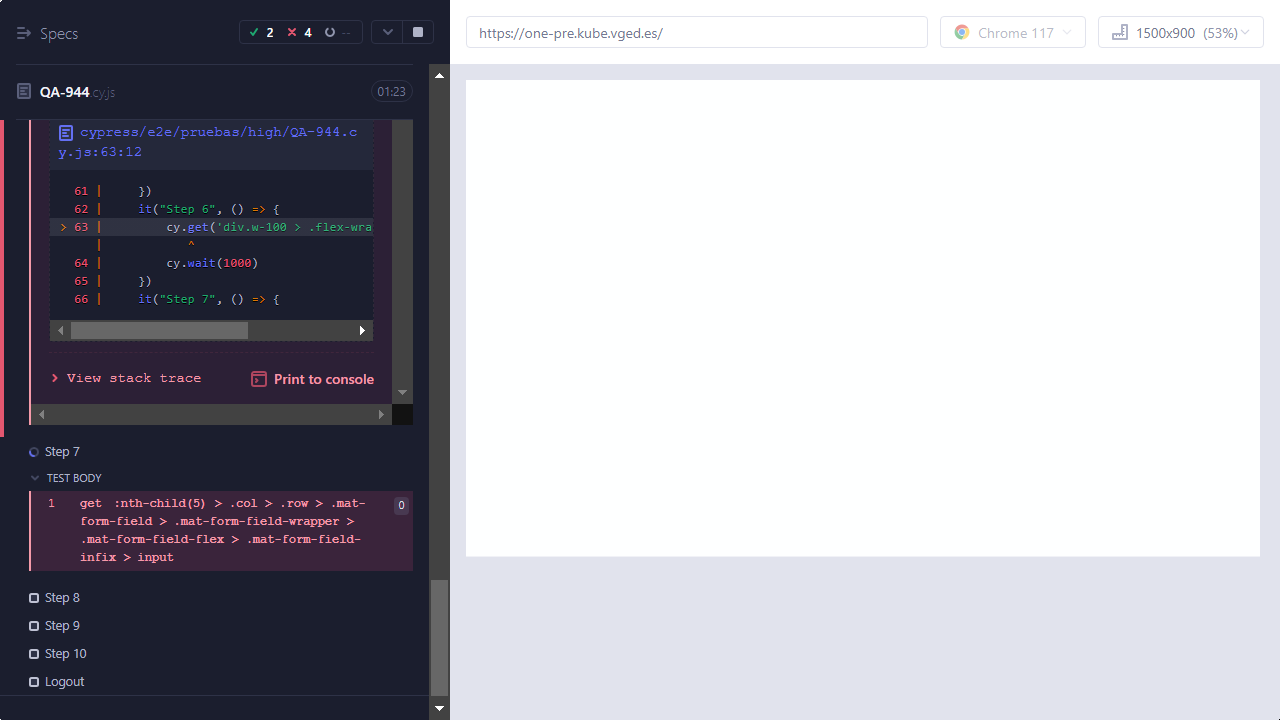 Specs
2
4
--
QA-944.cy.js
01:23
cypress/e2e/pruebas/high/QA-944.c
y.js:63:12
61 | })
62 | it("Step 6", () => {
> 63 | cy.get('div.w-100 > .flex-wra
| ^
64 | cy.wait(1000)
65 | })
66 | it("Step 7", () => {
> View stack trace
Print to console
Step 7
TEST BODY
1 get :nth-child(5) > .col > .row > .mat-
form-field > .mat-form-field-wrapper >
.mat-form-field-flex > .mat-form-field-
infix > input
0
Step 8
Step 9
Step 10
Logout
https://one-pre.kube.vged.es/
Chrome 117
1500x900 (53%)